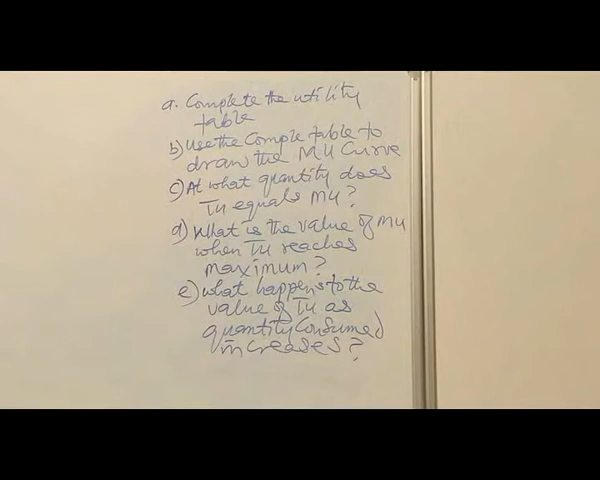 a. Complete the utility
table
b) Use the Comple table to
draw the MU Curve
c) At what quantity does
TU equals MU?
d) What is the value of MU
when TU reaches
maximum?
e) what happens to the
value of TU as
quantity Consumed
increases?